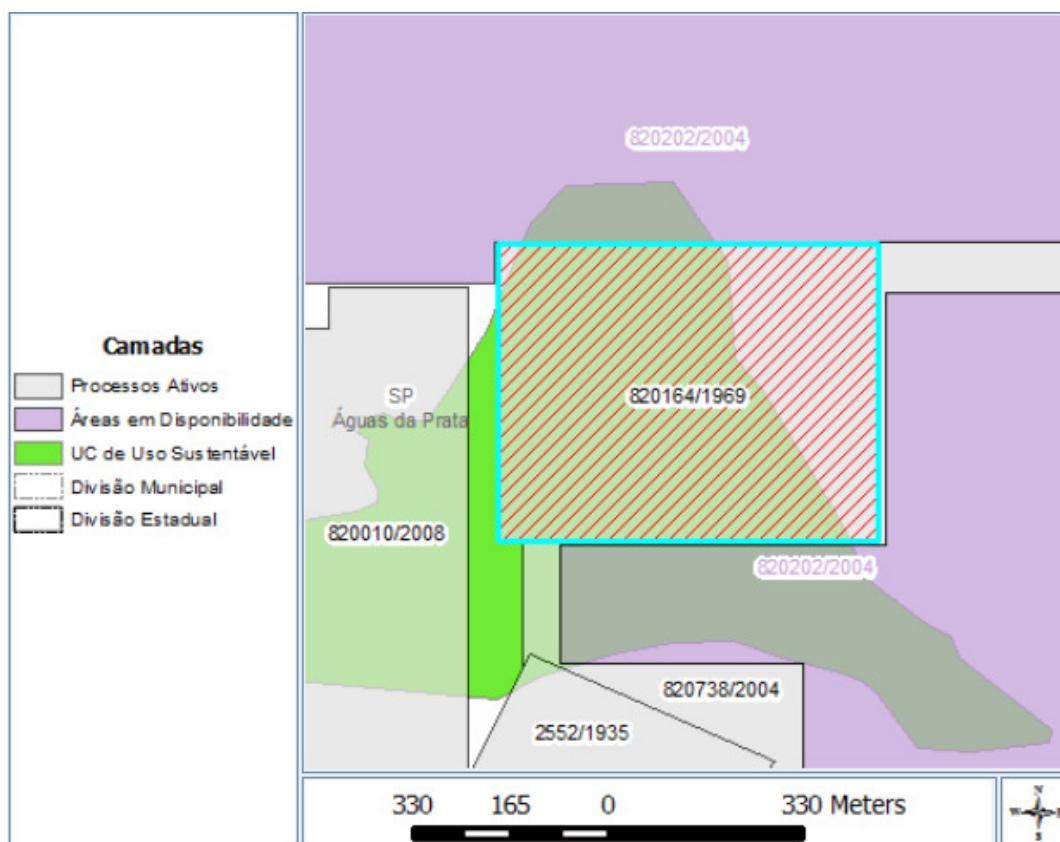 Camadas
Processos Ativos
Áreas em Disponibilidade
UC de Uso Sustentável
Divisão Municipal
Divisão Estadual
820202/2004
820164/1969
SP
Águas da Prata
820010/2008
820202/2004
820738/2004
2552/1935
330 165 0 330 Meters
N
W E
S